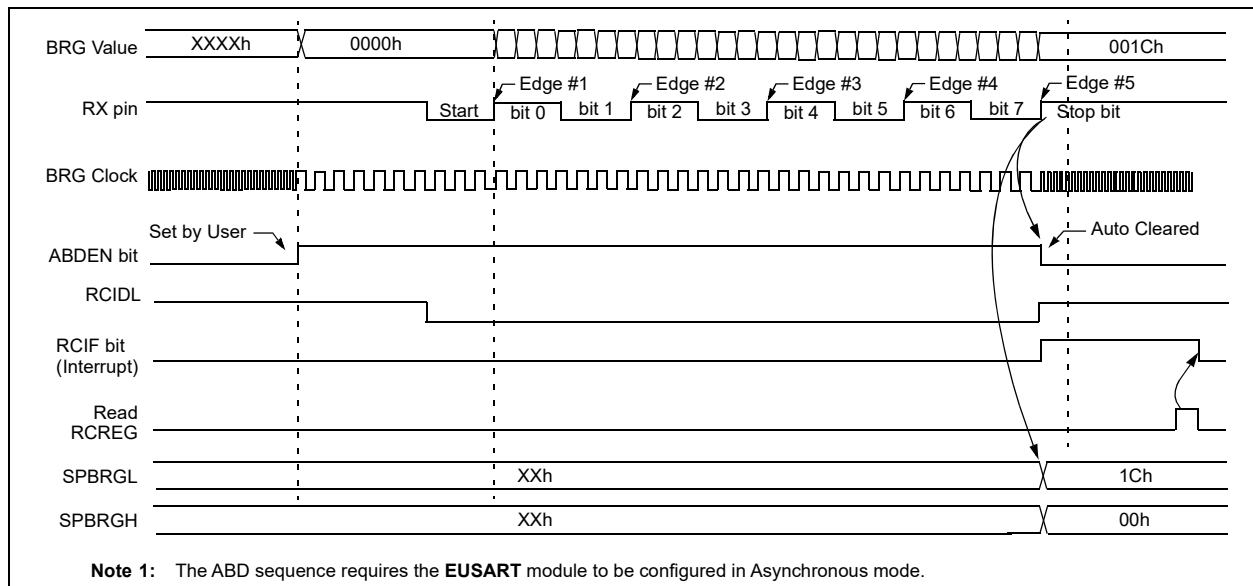 BRG Value XXXXh 0000h 001Ch
Edge #1 Edge #2 Edge #3 Edge #4 Edge #5
RX pin Start bit 0 bit 1 bit 2 bit 3 bit 4 bit 5 bit 6 bit 7 Stop bit
BRG Clock
Set by User Auto Cleared
ABDEN bit
RCIDL
RCIF bit
(Interrupt)
Read
RCREG
SPBRGL XXh 1Ch
SPBRGH XXh 00h
Note 1: The ABD sequence requires the EUSART module to be configured in Asynchronous mode.